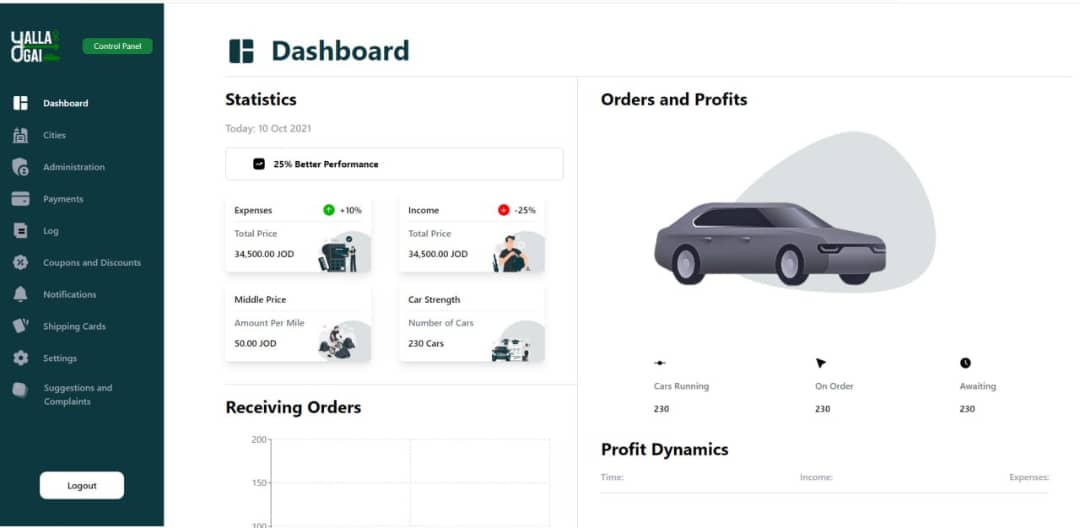 YALLA
OGAI
Control Panel
Dashboard
Cities
Administration
Payments
Log
Coupons and Discounts
Notifications
Shipping Cards
Settings
Suggestions and
Complaints
Logout
Dashboard
Statistics
Today: 10 Oct 2021
25% Better Performance
Expenses +10%
Total Price
34,500.00 JOD
Income -25%
Total Price
34,500.00 JOD
Middle Price
Amount Per Mile
50.00 JOD
Car Strength
Number of Cars
230 Cars
Receiving Orders
200
150
100
Orders and Profits
Cars Running
230
On Order
230
Awaiting
230
Profit Dynamics
Time: Income: Expenses: